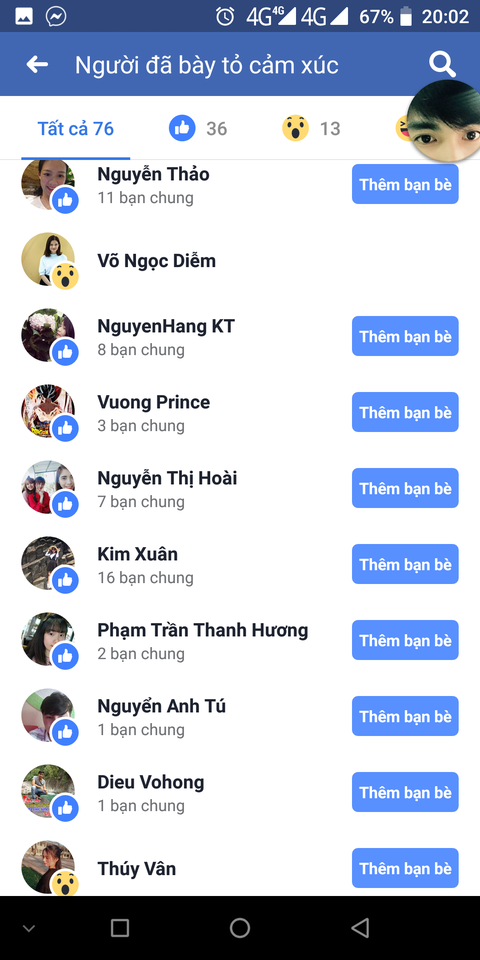 4G 4G 4G 67% 20:02
Người đã bày tỏ cảm xúc
Tất cả 76 36 13
Nguyễn Thảo
11 bạn chung
Thêm bạn bè
Võ Ngọc Diễm
NguyenHang KT
8 bạn chung
Thêm bạn bè
Vuong Prince
3 bạn chung
Thêm bạn bè
Nguyễn Thị Hoài
7 bạn chung
Thêm bạn bè
Kim Xuân
16 bạn chung
Thêm bạn bè
Phạm Trần Thanh Hương
2 bạn chung
Thêm bạn bè
Nguyển Anh Tú
1 bạn chung
Thêm bạn bè
Dieu Vohong
1 bạn chung
Thêm bạn bè
Thúy Vân
Thêm bạn bè